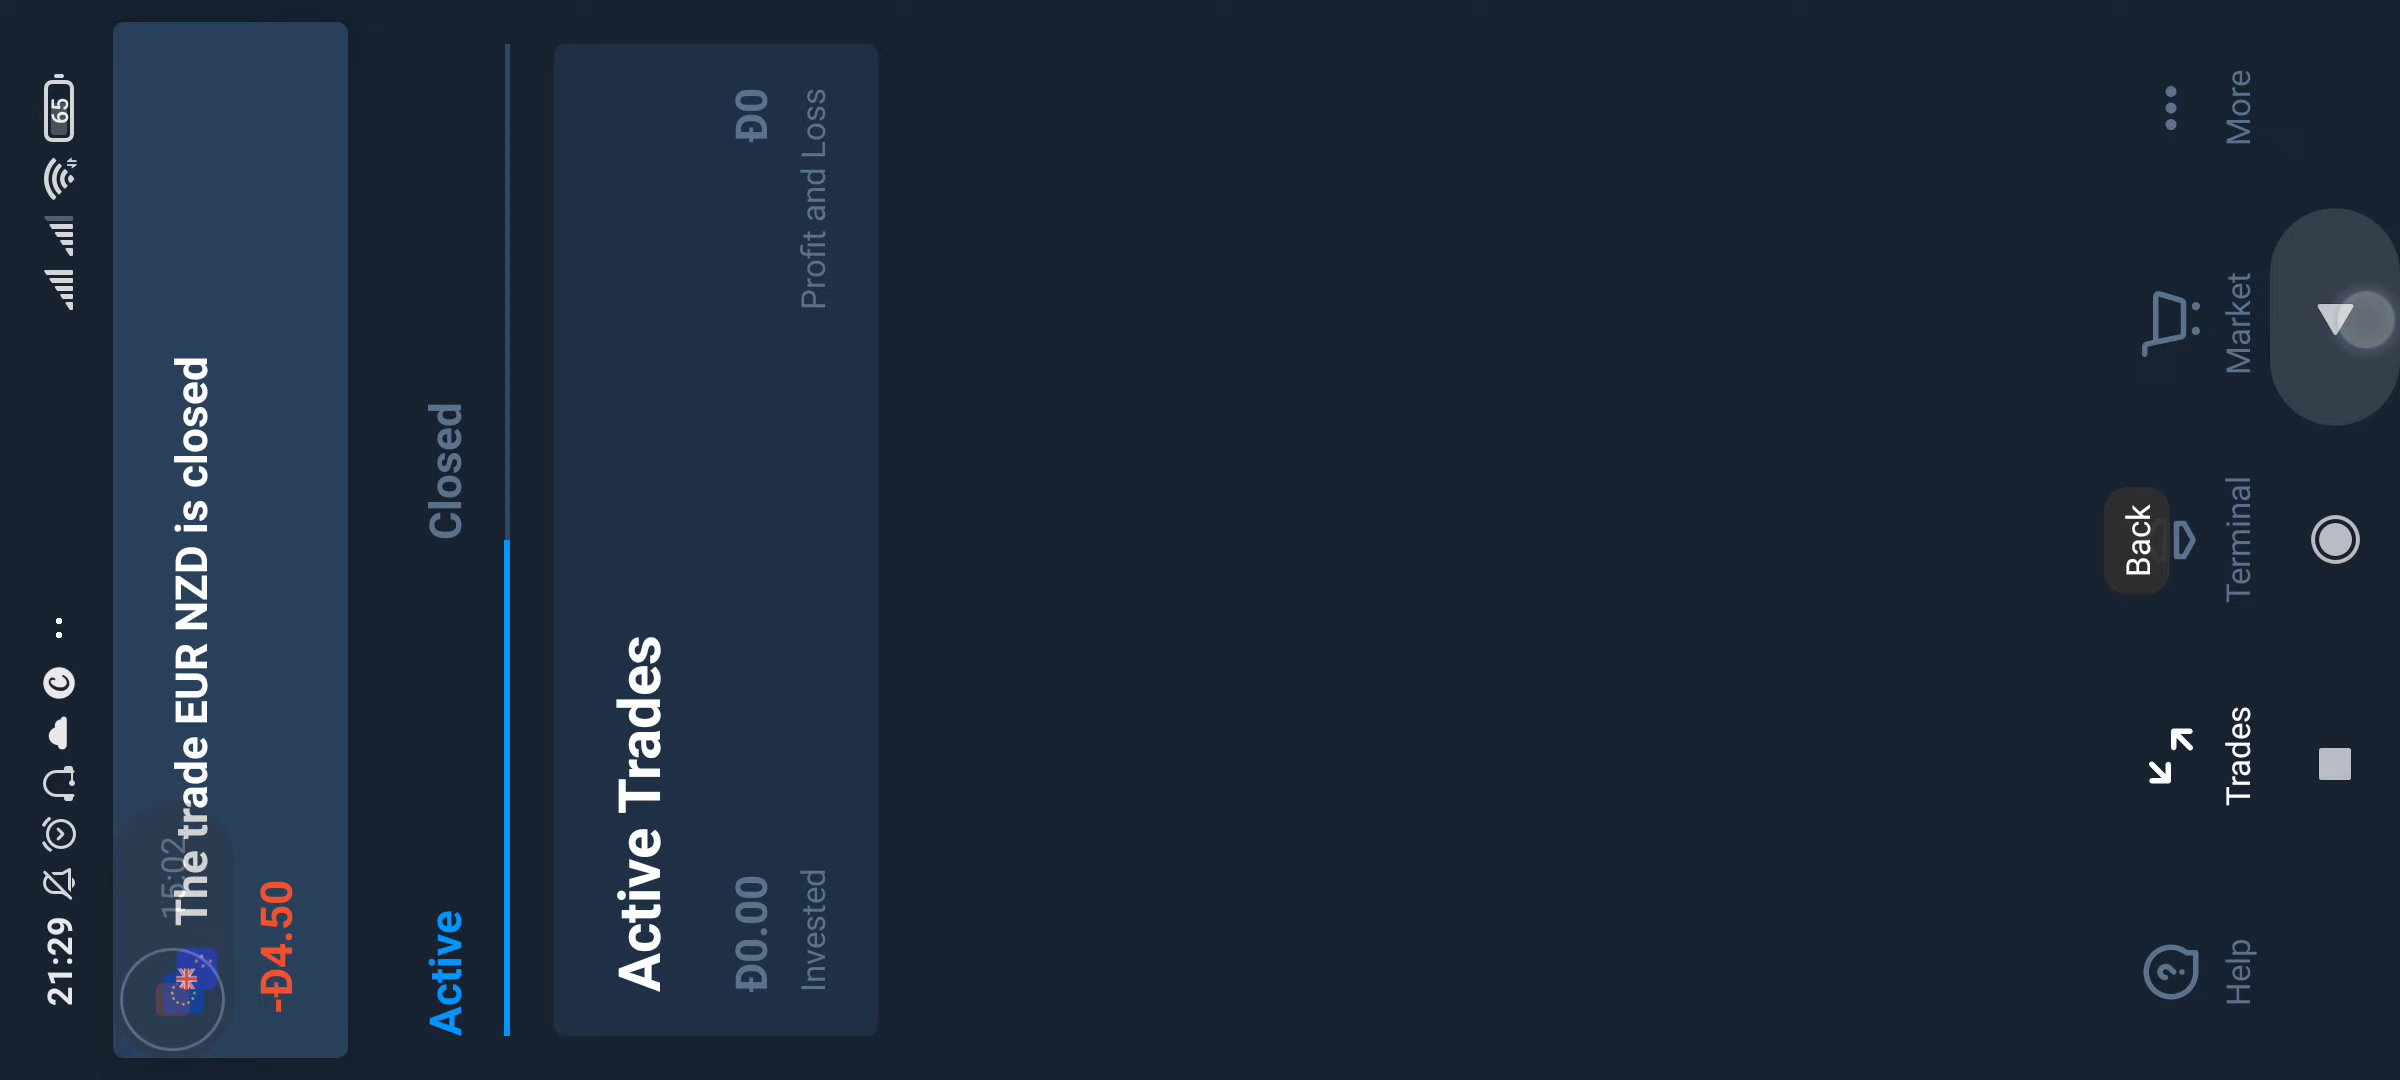 21:29
65
15:02
The trade EUR NZD is closed
-Đ4.50
Active
Closed
Active Trades
Đ0.00
Đ0
Invested
Profit and Loss
Back
Help
Trades
Terminal
Market
More